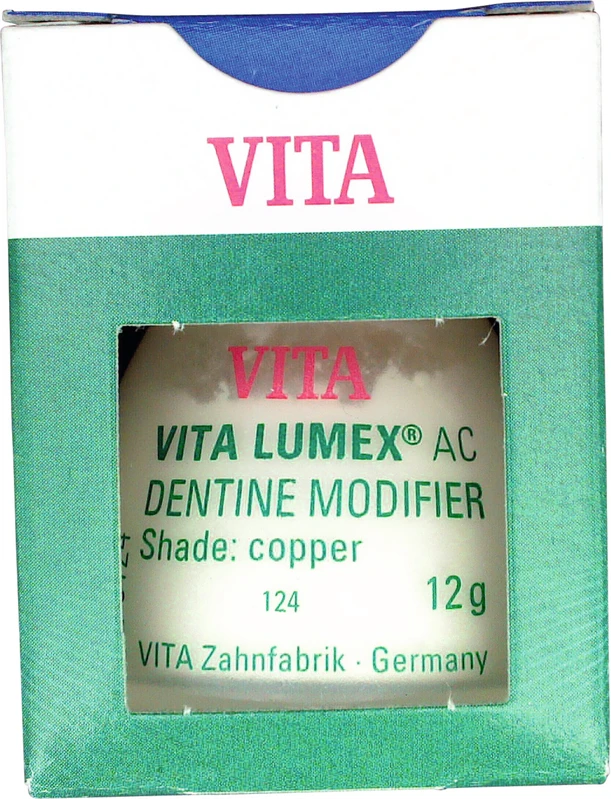 VITA
VITA
VITA LUMEX® AC
DENTINE MODIFIER
Shade: copper
124
12g
VITA Zahnfabrik · Germany